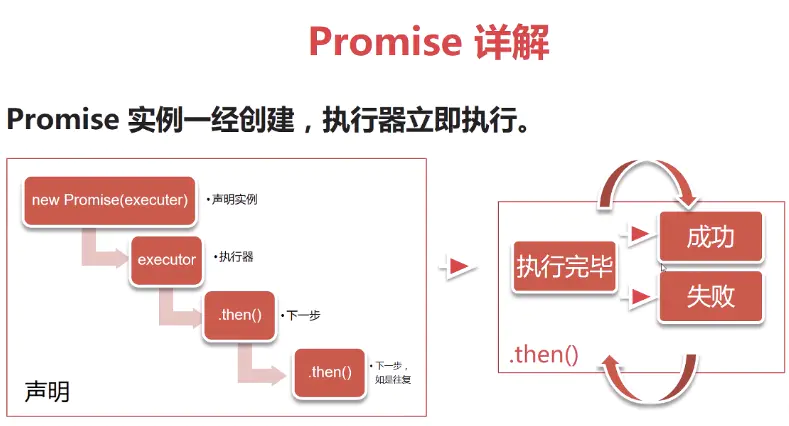 Promise 详解
Promise 实例一经创建，执行器立即执行。
new Promise(executer)
•声明实例
executor
•执行器
.then()
•下一步
.then()
•下一步，
如是往复
声明
执行完毕
成功
失败
.then()